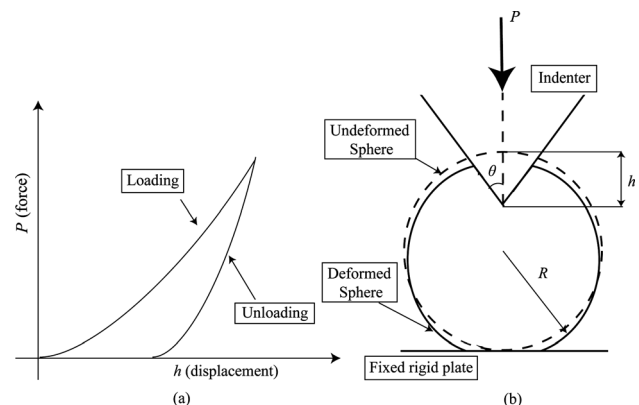 P (force)
Loading
Unloading
h (displacement)
(a)
P
Indenter
Undeformed
Sphere
θ
h
R
Deformed
Sphere
Fixed rigid plate
(b)